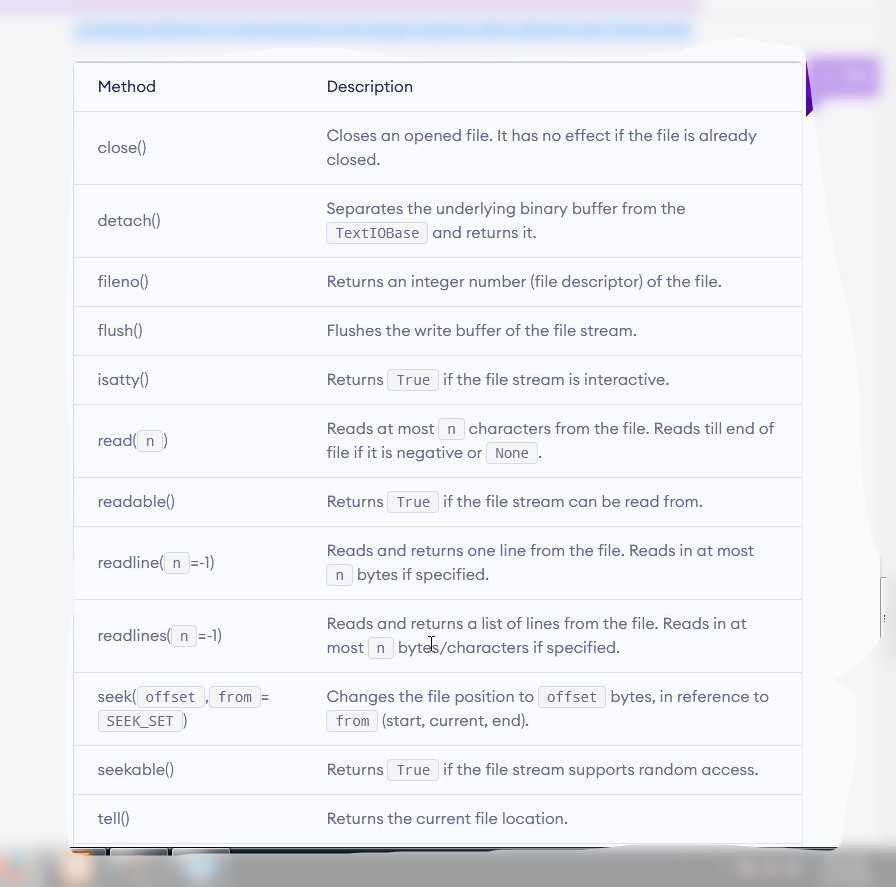 Method Description
close() Closes an opened file. It has no effect if the file is already
closed.
detach() Separates the underlying binary buffer from the
TextIOBase and returns it.
fileno() Returns an integer number (file descriptor) of the file.
flush() Flushes the write buffer of the file stream.
isatty() Returns True if the file stream is interactive.
read(n) Reads at most n characters from the file. Reads till end of
file if it is negative or None.
readable() Returns True if the file stream can be read from.
readline(n=-1) Reads and returns one line from the file. Reads in at most
n bytes if specified.
readlines(n=-1) Reads and returns a list of lines from the file. Reads in at
most n bytes/characters if specified.
seek(offset,from= Changes the file position to offset bytes, in reference to
SEEK_SET) from (start, current, end).
seekable() Returns True if the file stream supports random access.
tell() Returns the current file location.